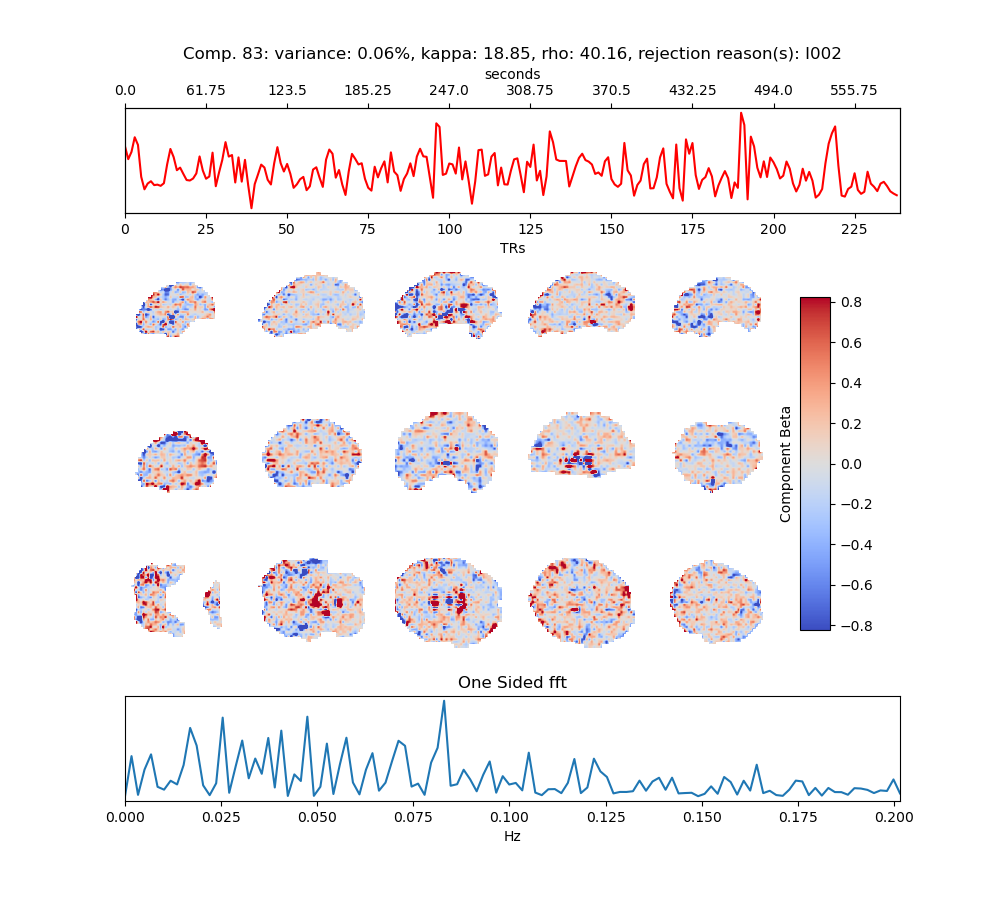 Comp. 83: variance: 0.06%, kappa: 18.85, rho: 40.16, rejection reason(s): I002
seconds
0.0 61.75 123.5 185.25 247.0 308.75 370.5 432.25 494.0 555.75
0 25 50 75 100 125 150 175 200 225
TRs
0.8
0.6
0.4
0.2
0.0
−0.2
−0.4
−0.6
−0.8
Component Beta
One Sided fft
0.000 0.025 0.050 0.075 0.100 0.125 0.150 0.175 0.200
Hz